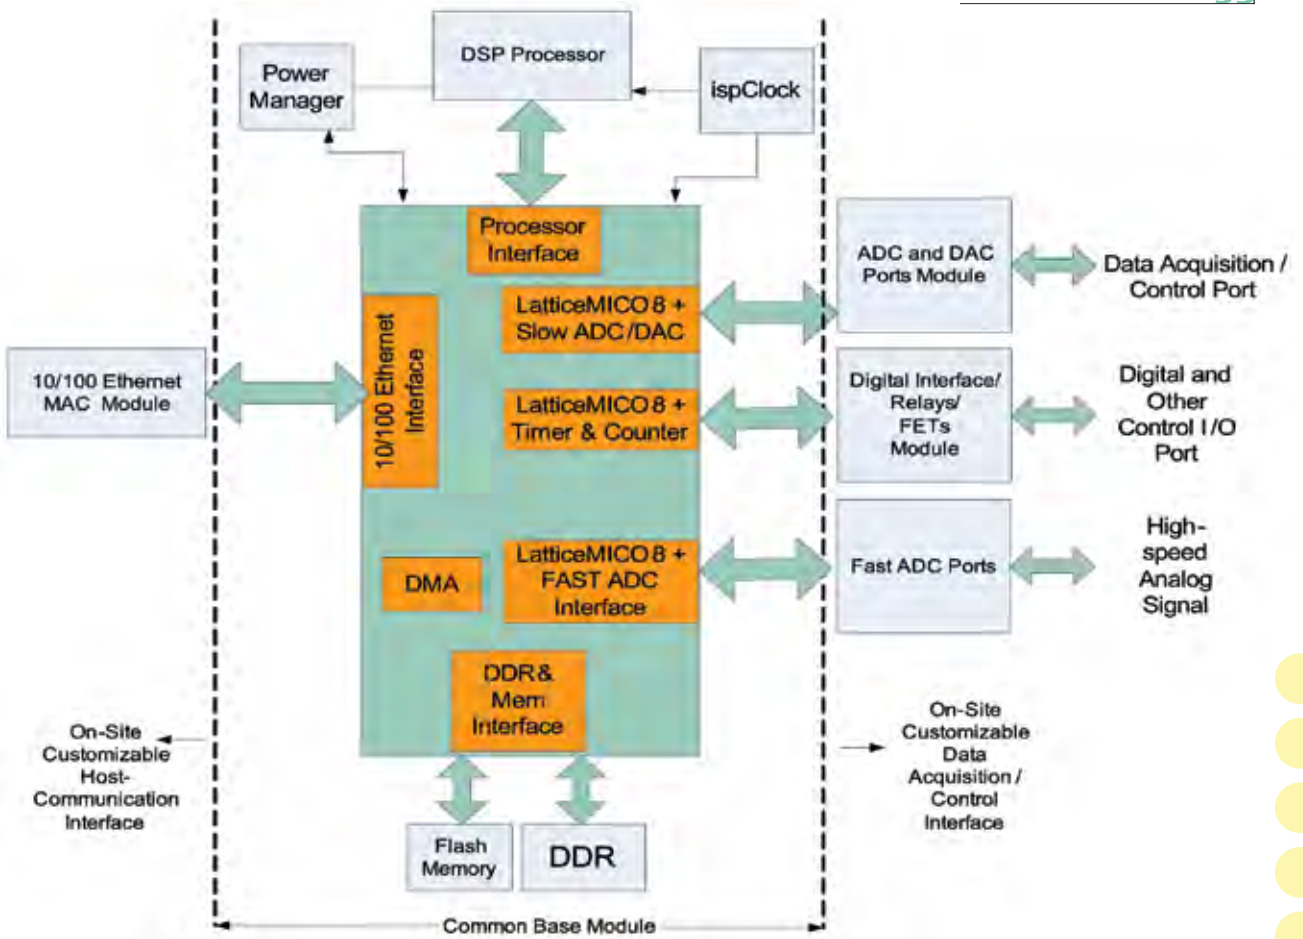 DSP Processor
Power
Manager
ispClock
Processor
Interface
ADC and DAC
Ports Module
Data Acquisition /
Control Port
LatticeMICO8 +
Slow ADC/DAC
10/100 Ethernet
Interface
10/100 Ethernet
MAC Module
LatticeMICO8 +
Timer & Counter
Digital Interface/
Relays/
FETs
Module
Digital and
Other
Control I/O
Port
LatticeMICO8 +
FAST ADC
Interface
DMA
Fast ADC Ports
High-
speed
Analog
Signal
DDR&
Mem
Interface
On-Site
Customizable
Host-
Communication
Interface
On-Site
Customizable
Data
Acquisition /
Control
Interface
Flash
Memory
DDR
Common Base Module